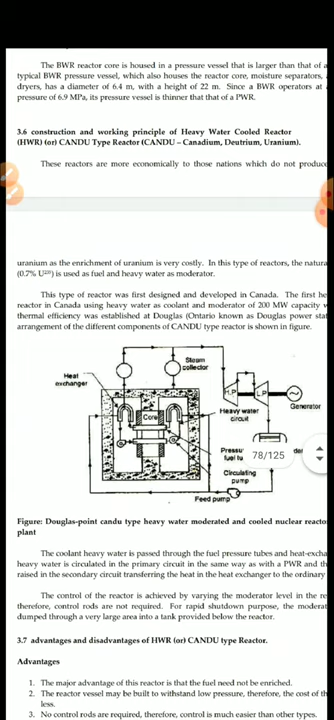 The BWR reactor core is housed in a pressure vessel that is larger than that of a
typical BWR pressure vessel, which also houses the reactor core, moisture separators,
dryers, has a diameter of 6.4 m, with a height of 22 m. Since a BWR operators at
pressure of 6.9 MPa, its pressure vessel is thinner that that of a PWR.
3.6 construction and working principle of Heavy Water Cooled Reactor
(HWR) (or) CANDU Type Reactor (CANDU – Canadium, Deutrium, Uranium).
These reactors are more economically to those nations which do not produce
uranium as the enrichment of uranium is very costly. In this type of reactors, the natura
(0.7% U²³⁵) is used as fuel and heavy water as moderator.
This type of reactor was first designed and developed in Canada. The first he
reactor in Canada using heavy water as coolant and moderator of 200 MW capacity w
thermal efficiency was established at Douglas (Ontario known as Douglas power stat
arrangement of the different components of CANDU type reactor is shown in figure.
Steam
collector
Heat
exchanger
H.P
L.P
Core
Heavy water
circuit
Generator
Pressu
fuel tu
78/125
der
Circulating
pump
Feed pump
Figure: Douglas-point candu type heavy water moderated and cooled nuclear reacto
plant
The coolant heavy water is passed through the fuel pressure tubes and heat-excha
heavy water is circulated in the primary circuit in the same way as with a PWR and th
raised in the secondary circuit transferring the heat in the heat exchanger to the ordinary
The control of the reactor is achieved by varying the moderator level in the re
therefore, control rods are not required. For rapid shutdown purpose, the moderat
dumped through a very large area into a tank provided below the reactor.
3.7 advantages and disadvantages of HWR (or) CANDU type Reactor.
Advantages
1. The major advantage of this reactor is that the fuel need not be enriched.
2. The reactor vessel may be built to withstand low pressure, therefore, the cost of th
less.
3. No control rods are required, therefore, control is much easier than other types.